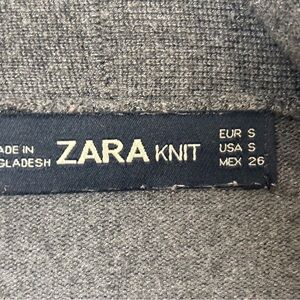 ADE IN
GLADESH
ZARA KNIT
EUR S
USA S
MEX 26